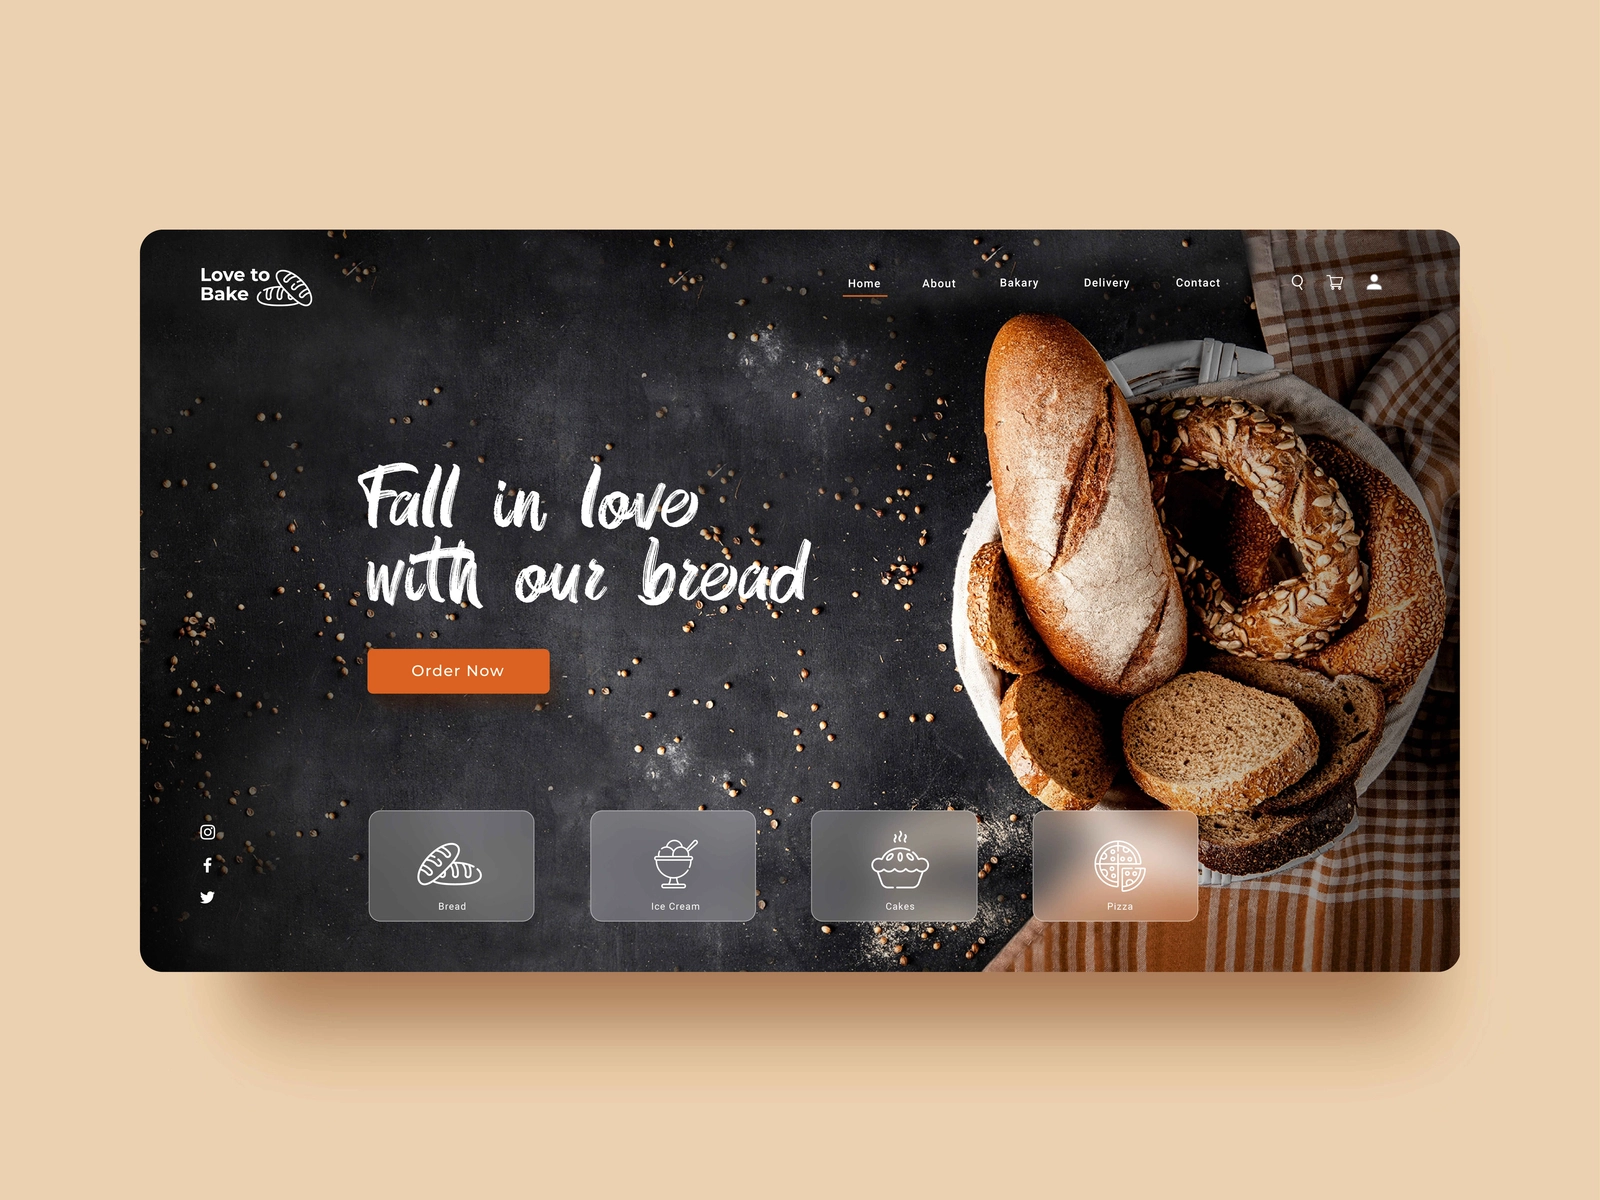 Love to
Bake
Home
About
Bakary
Delivery
Contact
Fall in love
with our bread
Order Now
Bread
Ice Cream
Cakes
Pizza